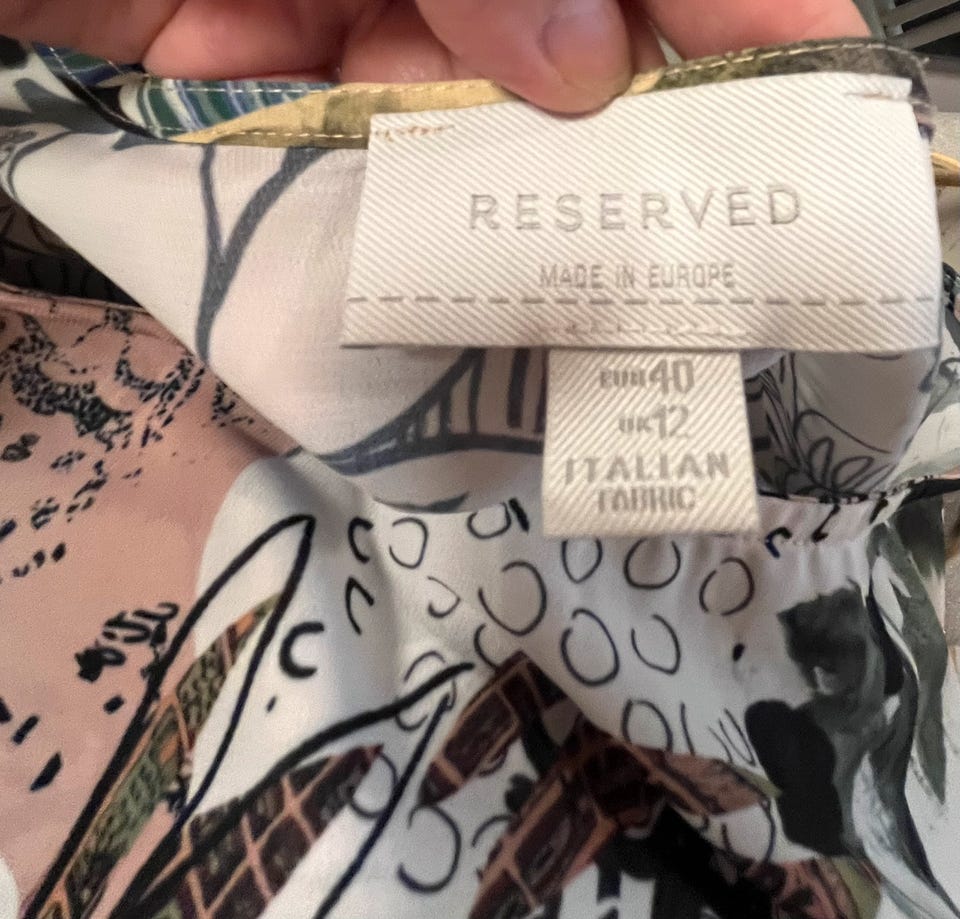 RESERVED
MADE IN EUROPE
EUR 40
UK 12
ITALIAN
FABRIC